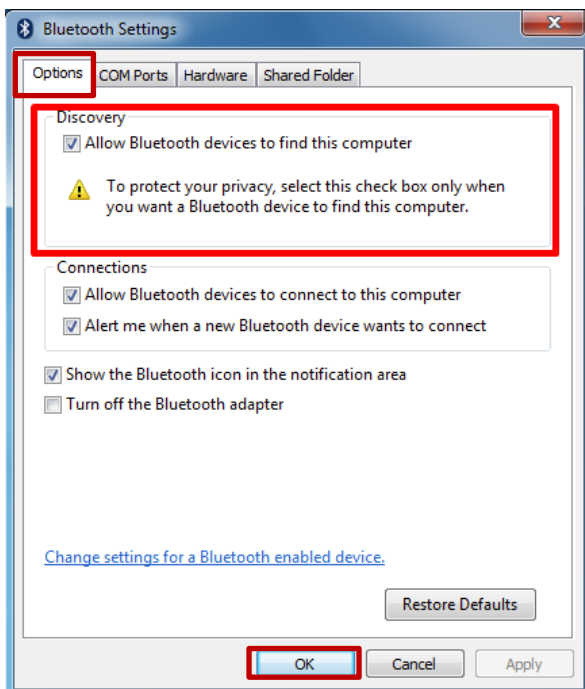 Bluetooth Settings
Options COM Ports Hardware Shared Folder
Discovery
Allow Bluetooth devices to find this computer
To protect your privacy, select this check box only when
you want a Bluetooth device to find this computer.
Connections
Allow Bluetooth devices to connect to this computer
Alert me when a new Bluetooth device wants to connect
Show the Bluetooth icon in the notification area
Turn off the Bluetooth adapter
Change settings for a Bluetooth enabled device.
Restore Defaults
OK Cancel Apply